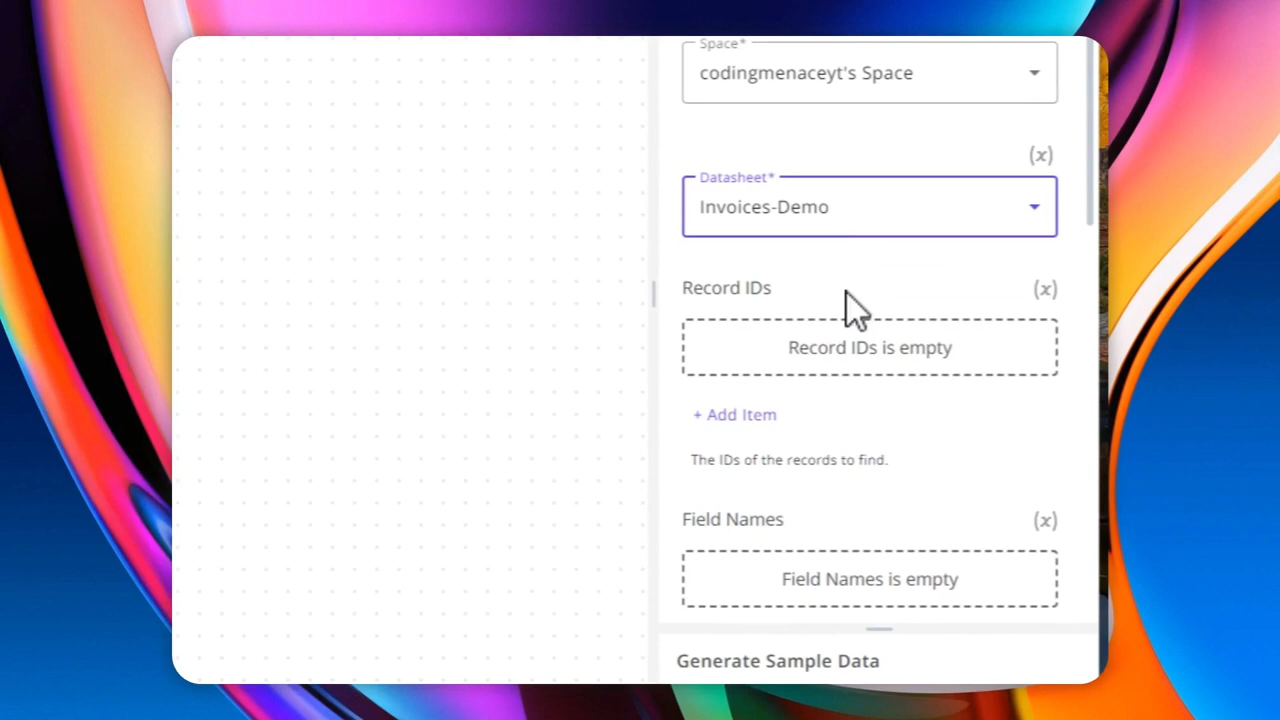 Space*
codingmenaceyt's Space
(x)
Datasheet*
Invoices-Demo
Record IDs
(x)
Record IDs is empty
+ Add Item
The IDs of the records to find.
Field Names
(x)
Field Names is empty
Generate Sample Data